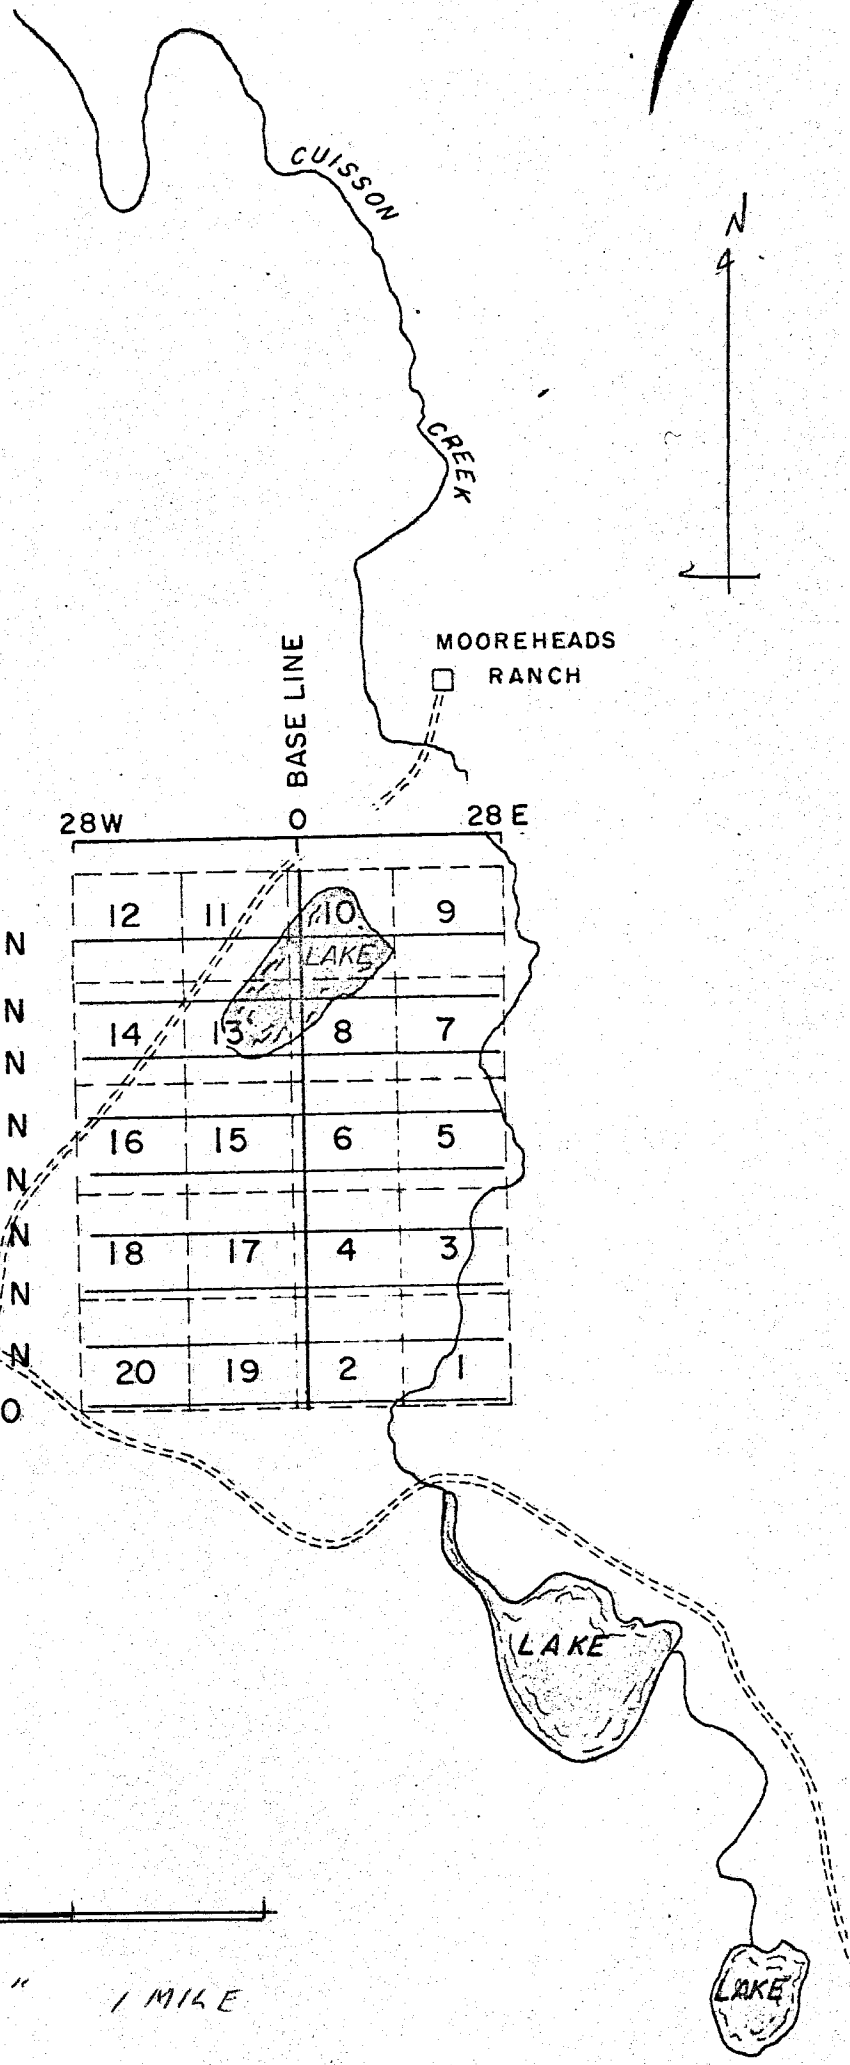 N
CUISSON
CREEK
MOOREHEADS
RANCH
BASE LINE
28W 0 28E
12 11 10 9
N
LAKE
N
14 13 8 7
N
N
16 15 6 5
N
N
18 17 4 3
N
N
20 19 2 1
0
LAKE
" 1 MILE
LAKE